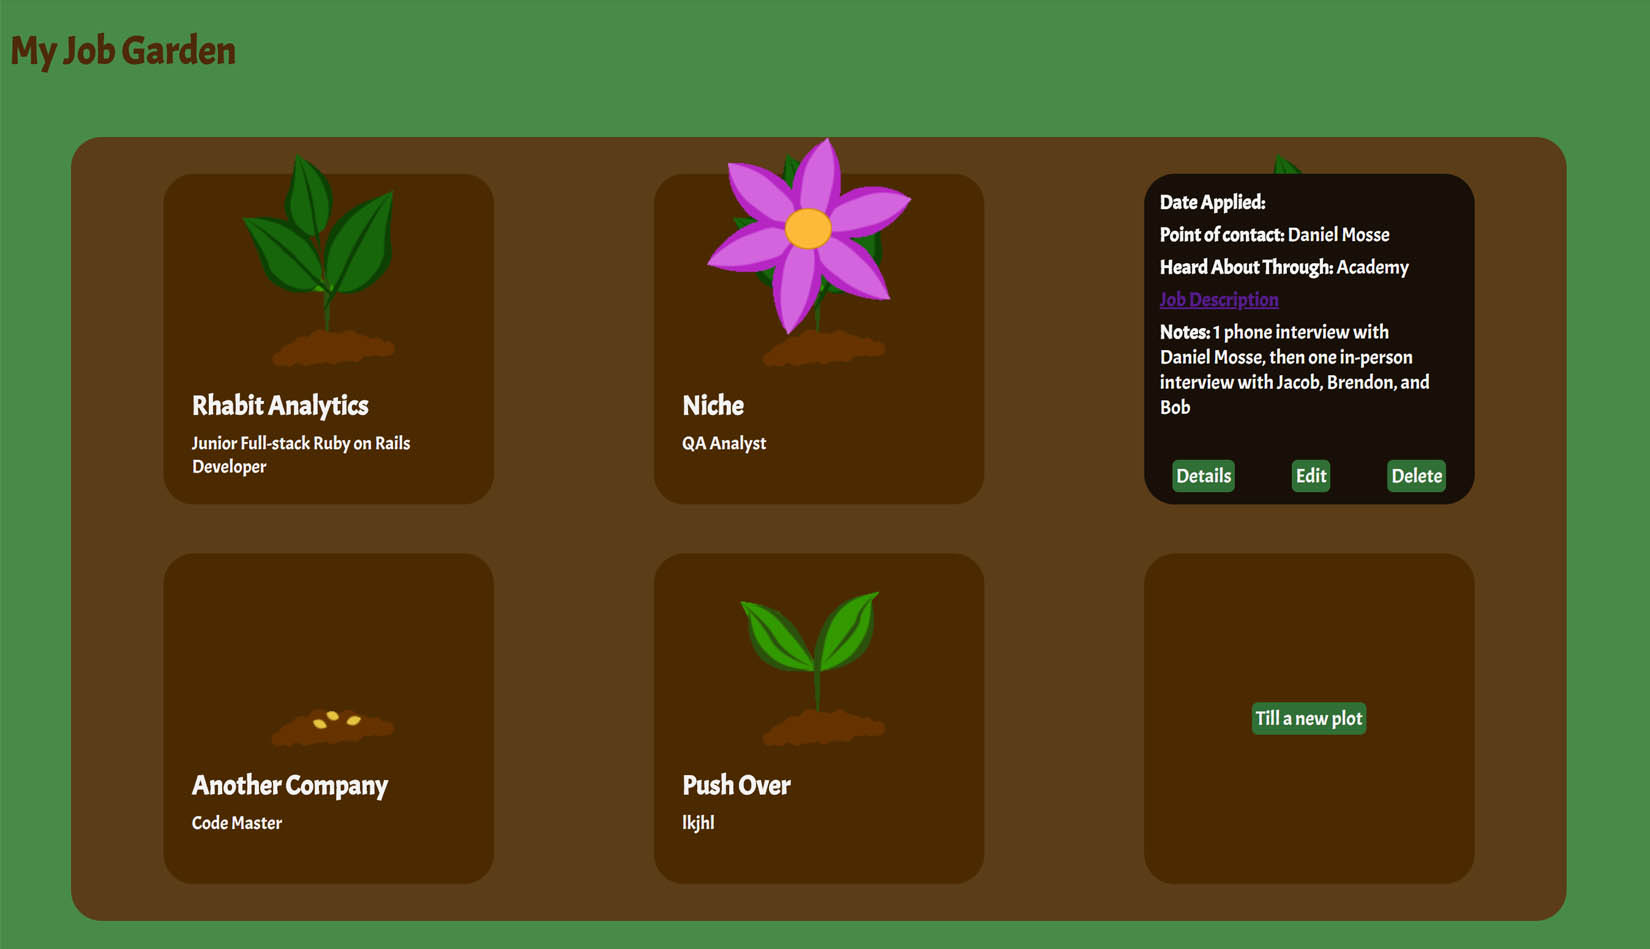 My Job Garden
Rhabit Analytics
Junior Full-stack Ruby on Rails
Developer
Niche
QA Analyst
Date Applied:
Point of contact: Daniel Mosse
Heard About Through: Academy
Job Description
Notes: 1 phone interview with
Daniel Mosse, then one in-person
interview with Jacob, Brendon, and
Bob
Details Edit Delete
Another Company
Code Master
Push Over
lkjhl
Till a new plot